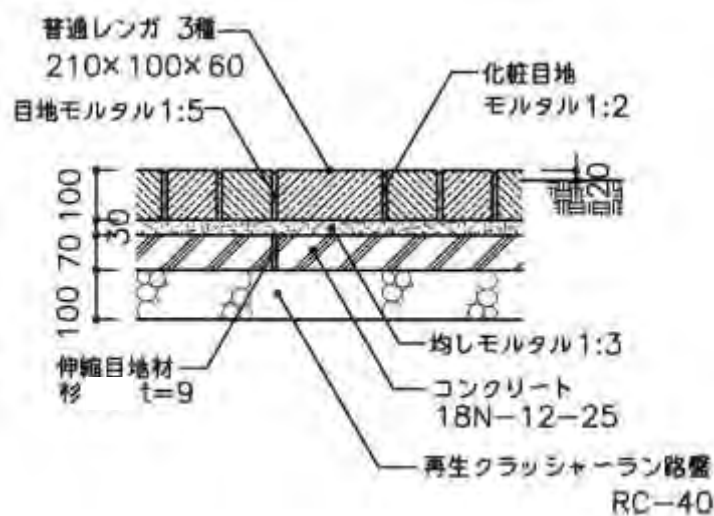 普通レンガ 3種
210×100×60
化粧目地
モルタル1:2
目地モルタル1:5
20
100
30
70
100
均しモルタル1:3
伸縮目地材
杉 t=9
コンクリート
18N-12-25
再生クラッシャーラン路盤
RC-40